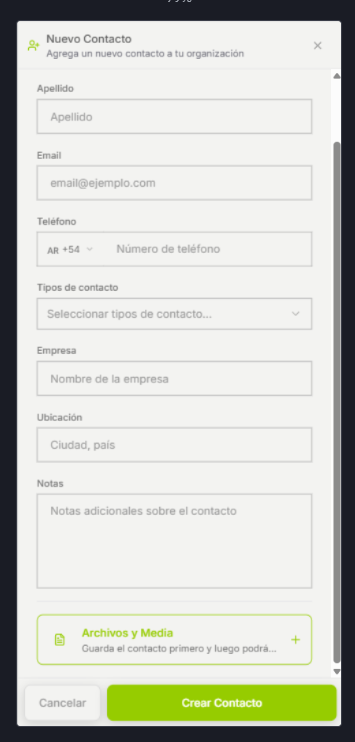 Nuevo Contacto
Agrega un nuevo contacto a tu organización
Apellido
Apellido
Email
email@ejemplo.com
Teléfono
AR +54 Número de teléfono
Tipos de contacto
Seleccionar tipos de contacto...
Empresa
Nombre de la empresa
Ubicación
Ciudad, país
Notas
Notas adicionales sobre el contacto
Archivos y Media
Guarda el contacto primero y luego podrá...
Cancelar
Crear Contacto